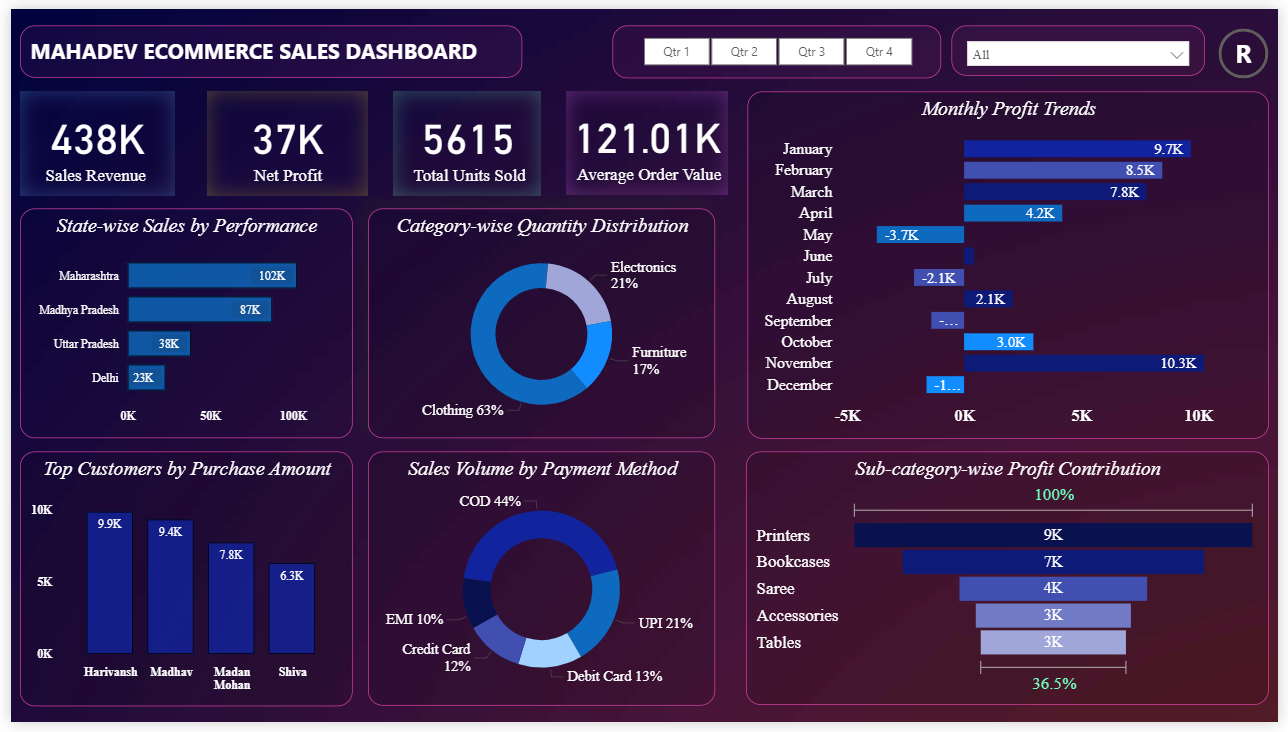 MAHADEV ECOMMERCE SALES DASHBOARD
Qtr 1 Qtr 2 Qtr 3 Qtr 4
All
R
438K
Sales Revenue
37K
Net Profit
5615
Total Units Sold
121.01K
Average Order Value
Monthly Profit Trends
January 9.7K
February 8.5K
March 7.8K
April 4.2K
May -3.7K
June
July -2.1K
August 2.1K
September -...
October 3.0K
November 10.3K
December -1...
-5K 0K 5K 10K
State-wise Sales by Performance
Maharashtra 102K
Madhya Pradesh 87K
Uttar Pradesh 38K
Delhi 23K
0K 50K 100K
Category-wise Quantity Distribution
Electronics
21%
Furniture
17%
Clothing 63%
Top Customers by Purchase Amount
10K
5K
0K
9.9K
9.4K
7.8K
6.3K
Harivansh Madhav Madan Shiva
Mohan
Sales Volume by Payment Method
COD 44%
UPI 21%
Debit Card 13%
Credit Card
12%
EMI 10%
Sub-category-wise Profit Contribution
100%
Printers 9K
Bookcases 7K
Saree 4K
Accessories 3K
Tables 3K
36.5%